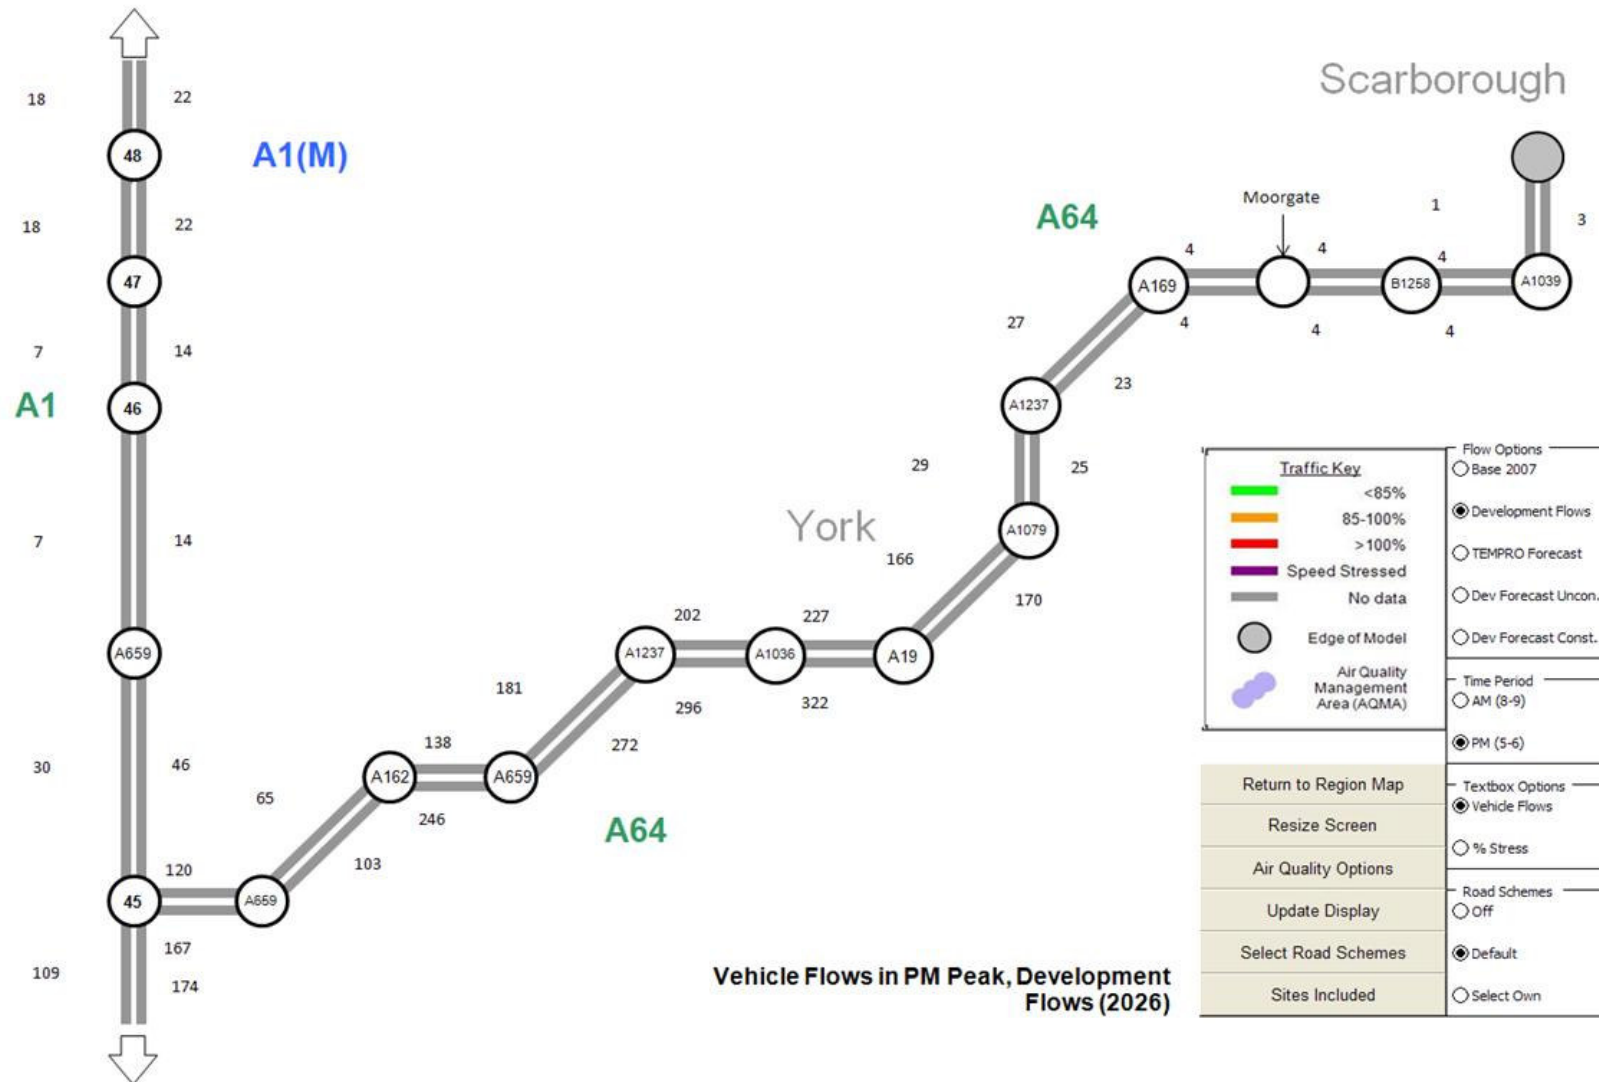 Scarborough
18
22
48
A1(M)
Moorgate
1
3
18
22
A64
4
4
4
47
A169
B1258
A1039
4
4
4
7
14
27
23
A1
46
A1237
29
25
York
A1079
7
14
166
170
202
227
A659
A1237
A1036
A19
181
296
322
138
272
30
46
A162
A659
65
246
A64
103
120
45
A659
167
109
174
Vehicle Flows in PM Peak, Development
Flows (2026)
Traffic Key
<85%
85-100%
>100%
Speed Stressed
No data
Edge of Model
Air Quality
Management
Area (AQMA)
Flow Options
Base 2007
Development Flows
TEMPRO Forecast
Dev Forecast Uncon.
Dev Forecast Const.
Time Period
AM (8-9)
PM (5-6)
Return to Region Map
Resize Screen
Air Quality Options
Update Display
Select Road Schemes
Sites Included
Textbox Options
Vehicle Flows
% Stress
Road Schemes
Off
Default
Select Own